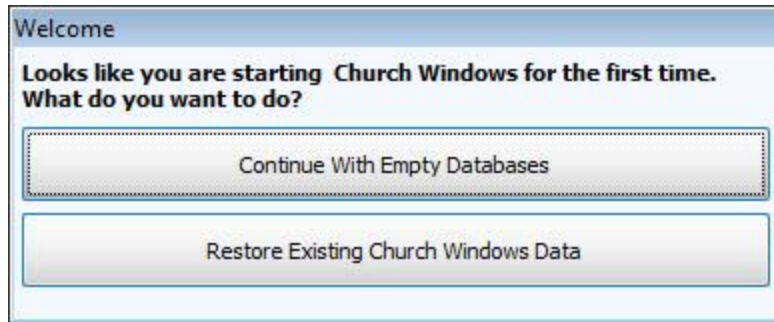 Welcome
Looks like you are starting  Church Windows for the first time.
What do you want to do?
Continue With Empty Databases
Restore Existing Church Windows Data